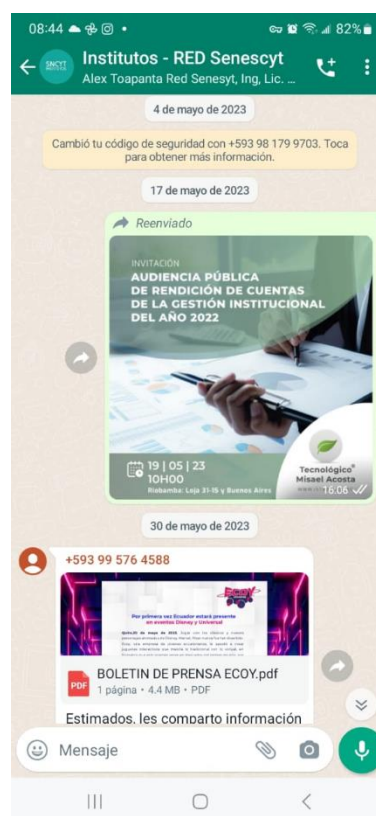 08:44
82%
SNCYT
Institutos - RED Senescyt
Alex Toapanta Red Senesyt, Ing, Lic. ...
4 de mayo de 2023
Cambió tu código de seguridad con +593 98 179 9703. Toca
para obtener más información.
17 de mayo de 2023
Reenviado
INVITACIÓN
AUDIENCIA PÚBLICA
DE RENDICIÓN DE CUENTAS
DE LA GESTIÓN INSTITUCIONAL
DEL AÑO 2022
19 | 05 | 23
10H00
Riobamba: Lojá 21-15 y Buenos Aires
Tecnológico
Misael Acosta
16:06
30 de mayo de 2023
+593 99 576 4588
ECOY
Por primera vez Ecuador estará presente
en eventos Disney y Universal
PDF
BOLETIN DE PRENSA ECOY.pdf
1 página • 4.4 MB • PDF
Estimados, les comparto información
Mensaje